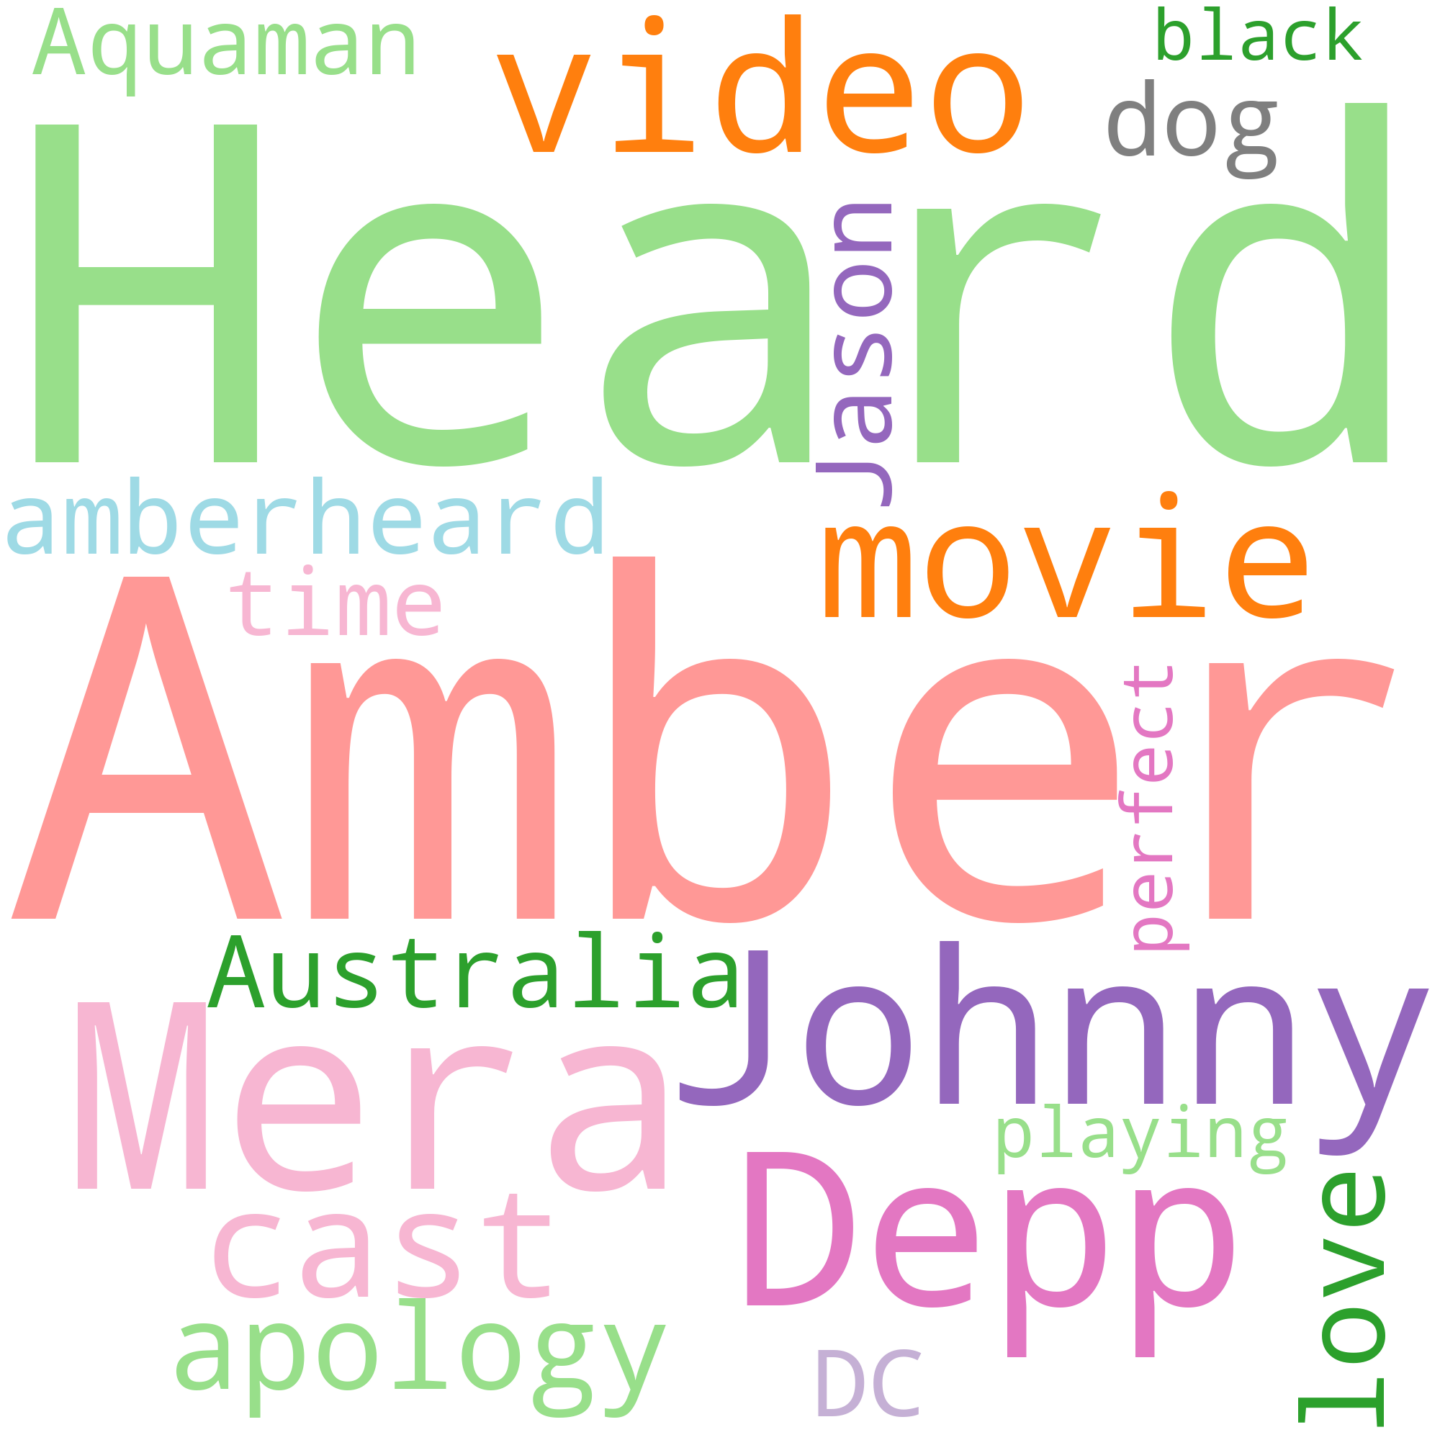 Aquaman
video
black
dog
Heard
Jason
amberheard
movie
time
Amber
perfect
Australia
Johnny
Mera
playing
Depp
love
cast
apology
DC